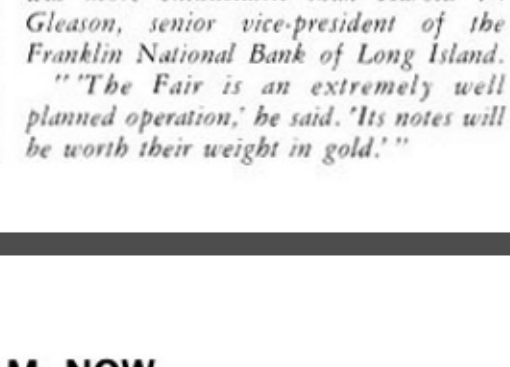 Gleason, senior vice-president of the
Franklin National Bank of Long Island.
" 'The Fair is an extremely well
planned operation,' he said. 'Its notes will
be worth their weight in gold.' "
NOW